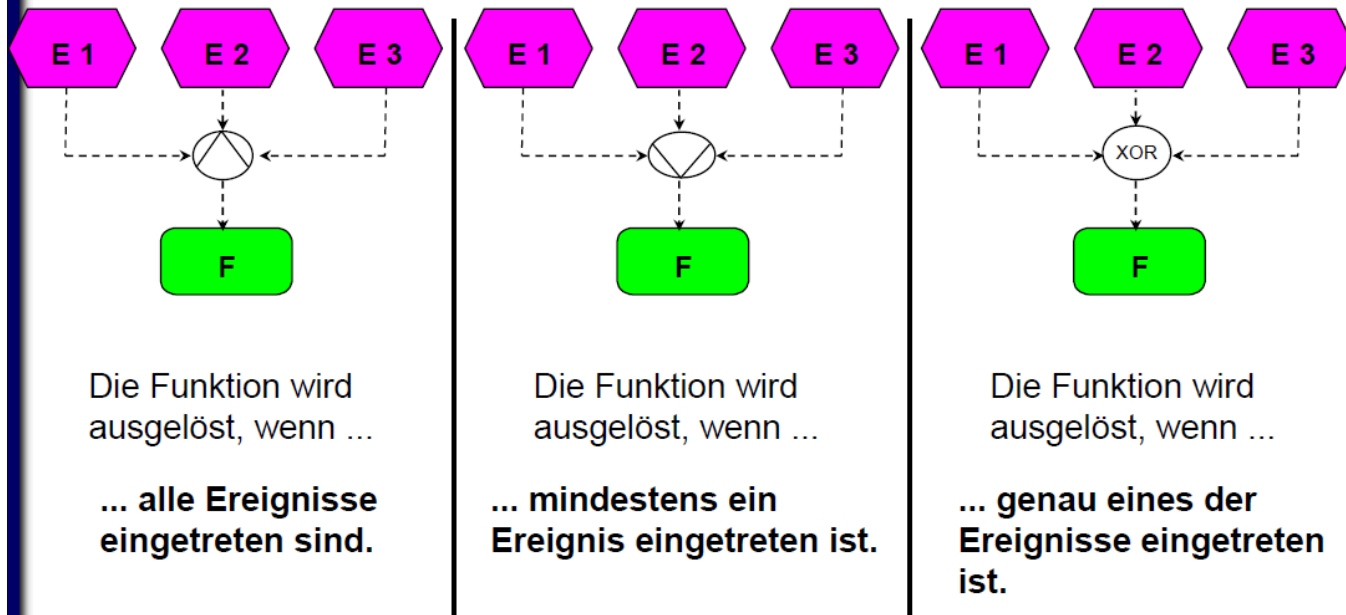 E 1
E 2
E 3
F
Die Funktion wird
ausgelöst, wenn ...
... alle Ereignisse
eingetreten sind.
E 1
E 2
E 3
F
Die Funktion wird
ausgelöst, wenn ...
... mindestens ein
Ereignis eingetreten ist.
E 1
E 2
E 3
XOR
F
Die Funktion wird
ausgelöst, wenn ...
... genau eines der
Ereignisse eingetreten
ist.